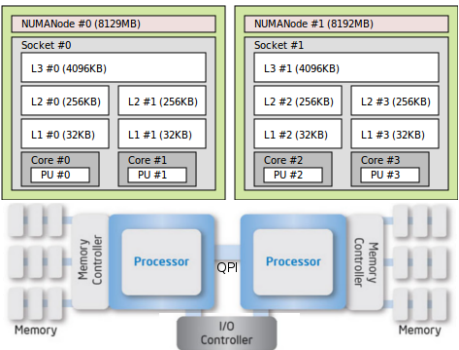 NUMANode #0 (8129MB)
Socket #0
L3 #0 (4096KB)
L2 #0 (256KB)
L2 #1 (256KB)
L1 #0 (32KB)
L1 #1 (32KB)
Core #0
PU #0
Core #1
PU #1
NUMANode #1 (8192MB)
Socket #1
L3 #1 (4096KB)
L2 #2 (256KB)
L2 #3 (256KB)
L1 #2 (32KB)
L1 #3 (32KB)
Core #2
PU #2
Core #3
PU #3
Memory
Controller
Processor
QPI
Processor
Memory
Controller
Memory
I/O
Controller
Memory